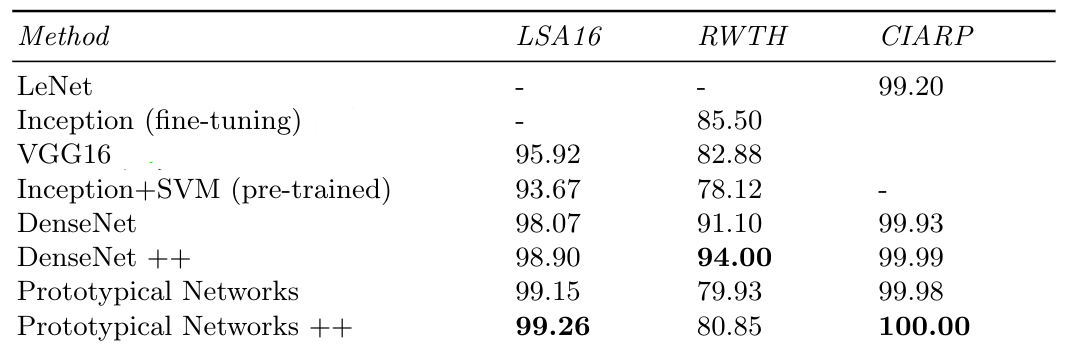 Method LSA16 RWTH CIARP
LeNet - - 99.20
Inception (fine-tuning) - 85.50
VGG16 95.92 82.88
Inception+SVM (pre-trained) 93.67 78.12 -
DenseNet 98.07 91.10 99.93
DenseNet ++ 98.90 94.00 99.99
Prototypical Networks 99.15 79.93 99.98
Prototypical Networks ++ 99.26 80.85 100.00